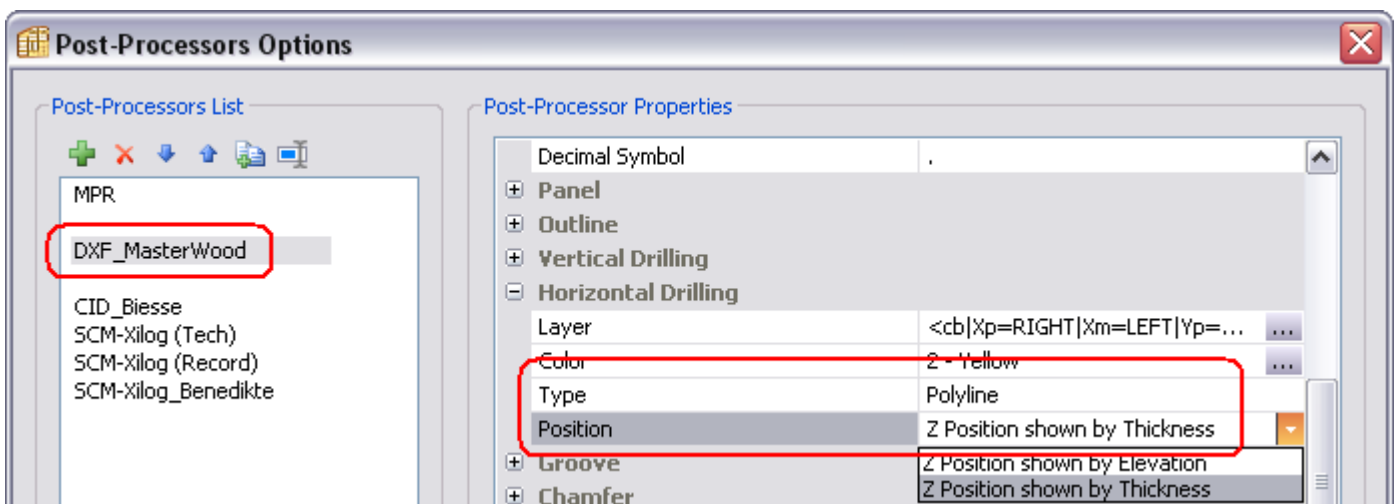 Post-Processors Options
Post-Processors List
MPR
DXF_MasterWood
CID_Biesse
SCM-Xilog (Tech)
SCM-Xilog (Record)
SCM-Xilog_Benedikte
Post-Processor Properties
Decimal Symbol .
Panel
Outline
Vertical Drilling
Horizontal Drilling
Layer <cb|Xp=RIGHT|Xm=LEFT|Yp=... ...
Color 2 - Yellow ...
Type Polyline
Position Z Position shown by Thickness
Groove Z Position shown by Elevation
Chamfer Z Position shown by Thickness